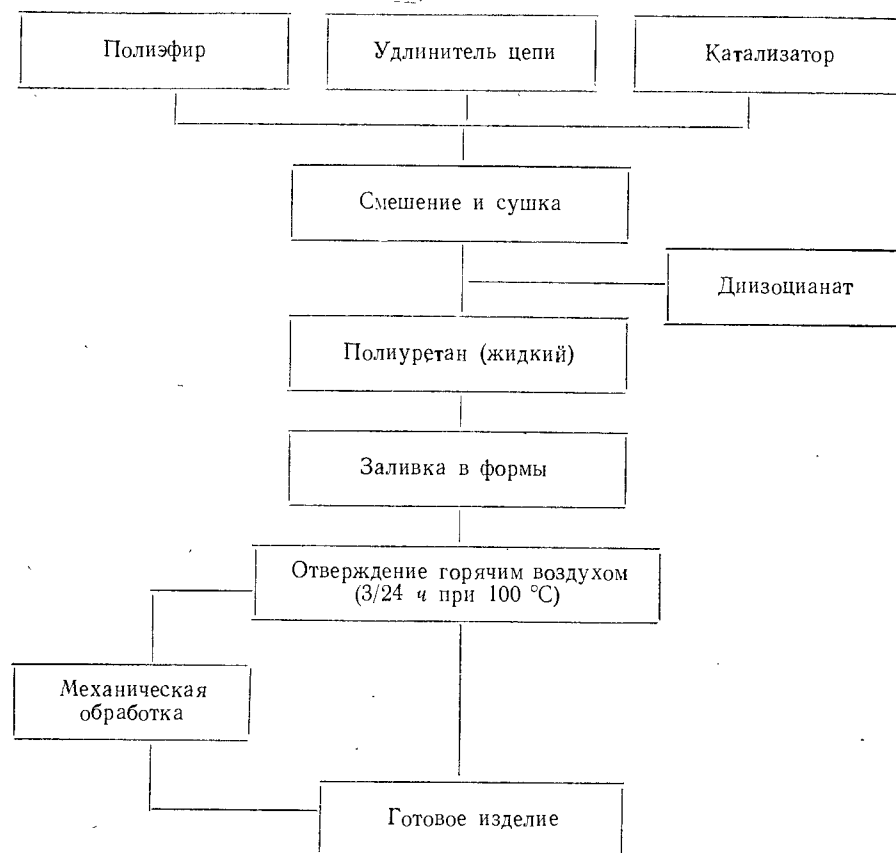 Полиэфир
Удлинитель цепи
Катализатор
Смешение и сушка
Диизоцианат
Полиуретан (жидкий)
Заливка в формы
Отверждение горячим воздухом
(3/24 ч при 100 °C)
Механическая
обработка
Готовое изделие